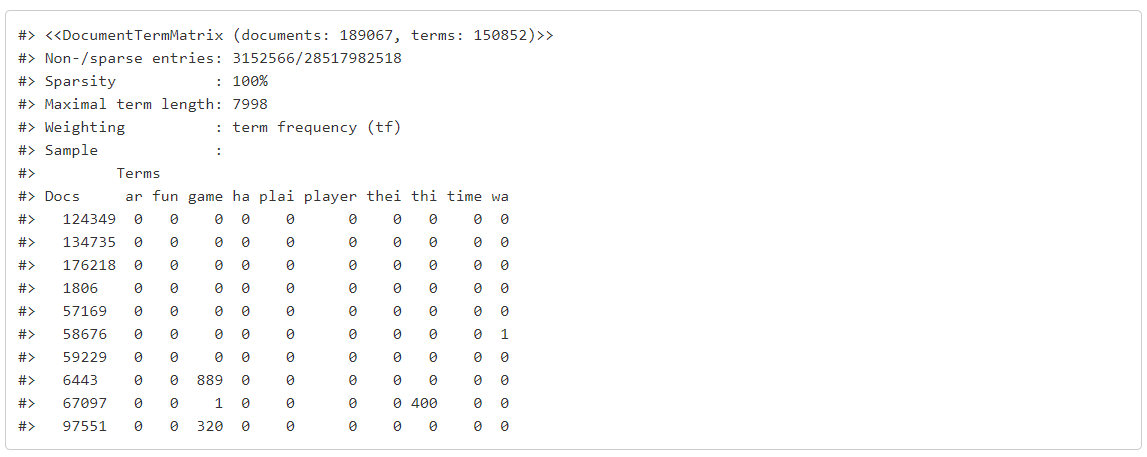 #> <<DocumentTermMatrix (documents: 189067, terms: 150852)>>
#> Non-/sparse entries: 3152566/28517982518
#> Sparsity           : 100%
#> Maximal term length: 7998
#> Weighting          : term frequency (tf)
#> Sample             :
#>         Terms
#> Docs     ar fun game ha plai player thei thi time wa
#>   124349  0   0    0  0    0      0    0   0    0  0
#>   134735  0   0    0  0    0      0    0   0    0  0
#>   176218  0   0    0  0    0      0    0   0    0  0
#>   1806    0   0    0  0    0      0    0   0    0  0
#>   57169   0   0    0  0    0      0    0   0    0  0
#>   58676   0   0    0  0    0      0    0   0    0  1
#>   59229   0   0    0  0    0      0    0   0    0  0
#>   6443    0   0  889  0    0      0    0   0    0  0
#>   67097   0   0    1  0    0      0    0 400    0  0
#>   97551   0   0  320  0    0      0    0   0    0  0